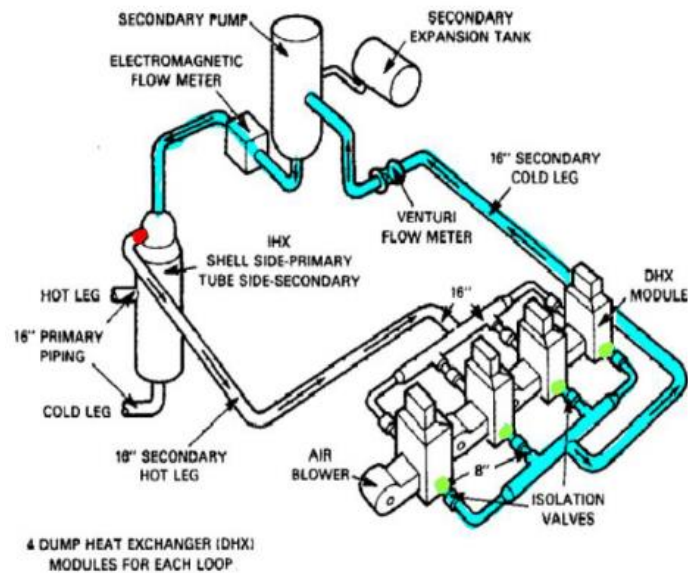 SECONDARY PUMP
SECONDARY
EXPANSION TANK
ELECTROMAGNETIC
FLOW METER
16" SECONDARY
COLD LEG
VENTURI
FLOW METER
IHX
SHELL SIDE-PRIMARY
TUBE SIDE-SECONDARY
DHX
MODULE
HOT LEG
16"
16" PRIMARY
PIPING
COLD LEG
16" SECONDARY
HOT LEG
AIR
BLOWER
8"
ISOLATION
VALVES
4 DUMP HEAT EXCHANGER (DHX)
MODULES FOR EACH LOOP